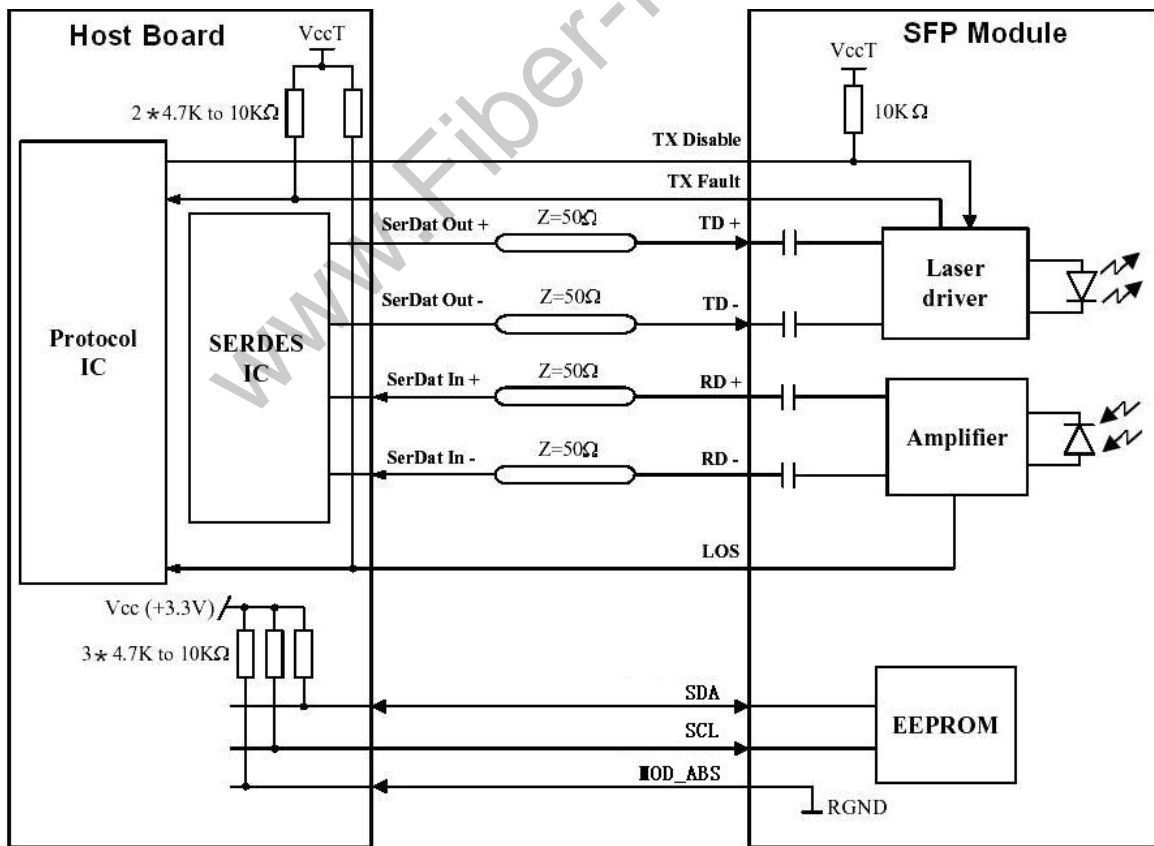 Host Board
SFP Module
VccT
VccT
2*4.7K to 10KΩ
10KΩ
TX Disable
TX Fault
SerDat Out +
Z=50Ω
TD +
SerDat Out -
Z=50Ω
TD -
Laser
driver
Protocol
IC
SERDES
IC
SerDat In +
Z=50Ω
RD +
SerDat In -
Z=50Ω
RD -
Amplifier
LOS
Vcc (+3.3V)
3*4.7K to 10KΩ
SDA
SCL
EEPROM
MOD_ABS
RGND
www.Fiber-